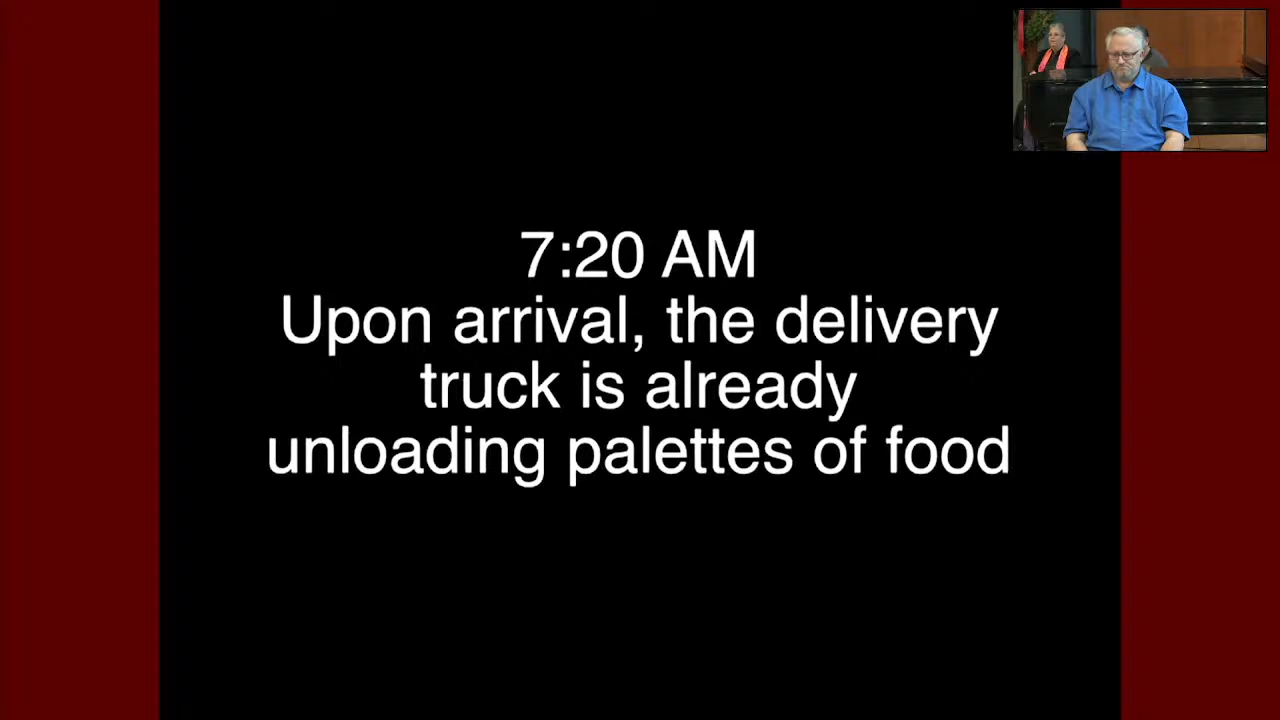 7:20 AM
Upon arrival, the delivery
truck is already
unloading palettes of food